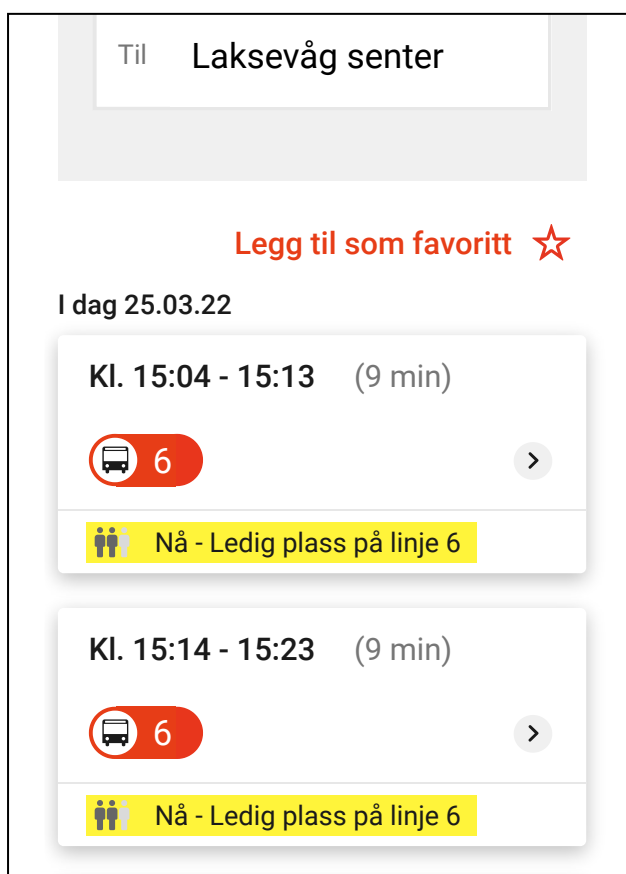 Til Laksevåg senter
Legg til som favoritt
I dag 25.03.22
Kl. 15:04 - 15:13 (9 min)
6
Nå - Ledig plass på linje 6
Kl. 15:14 - 15:23 (9 min)
6
Nå - Ledig plass på linje 6